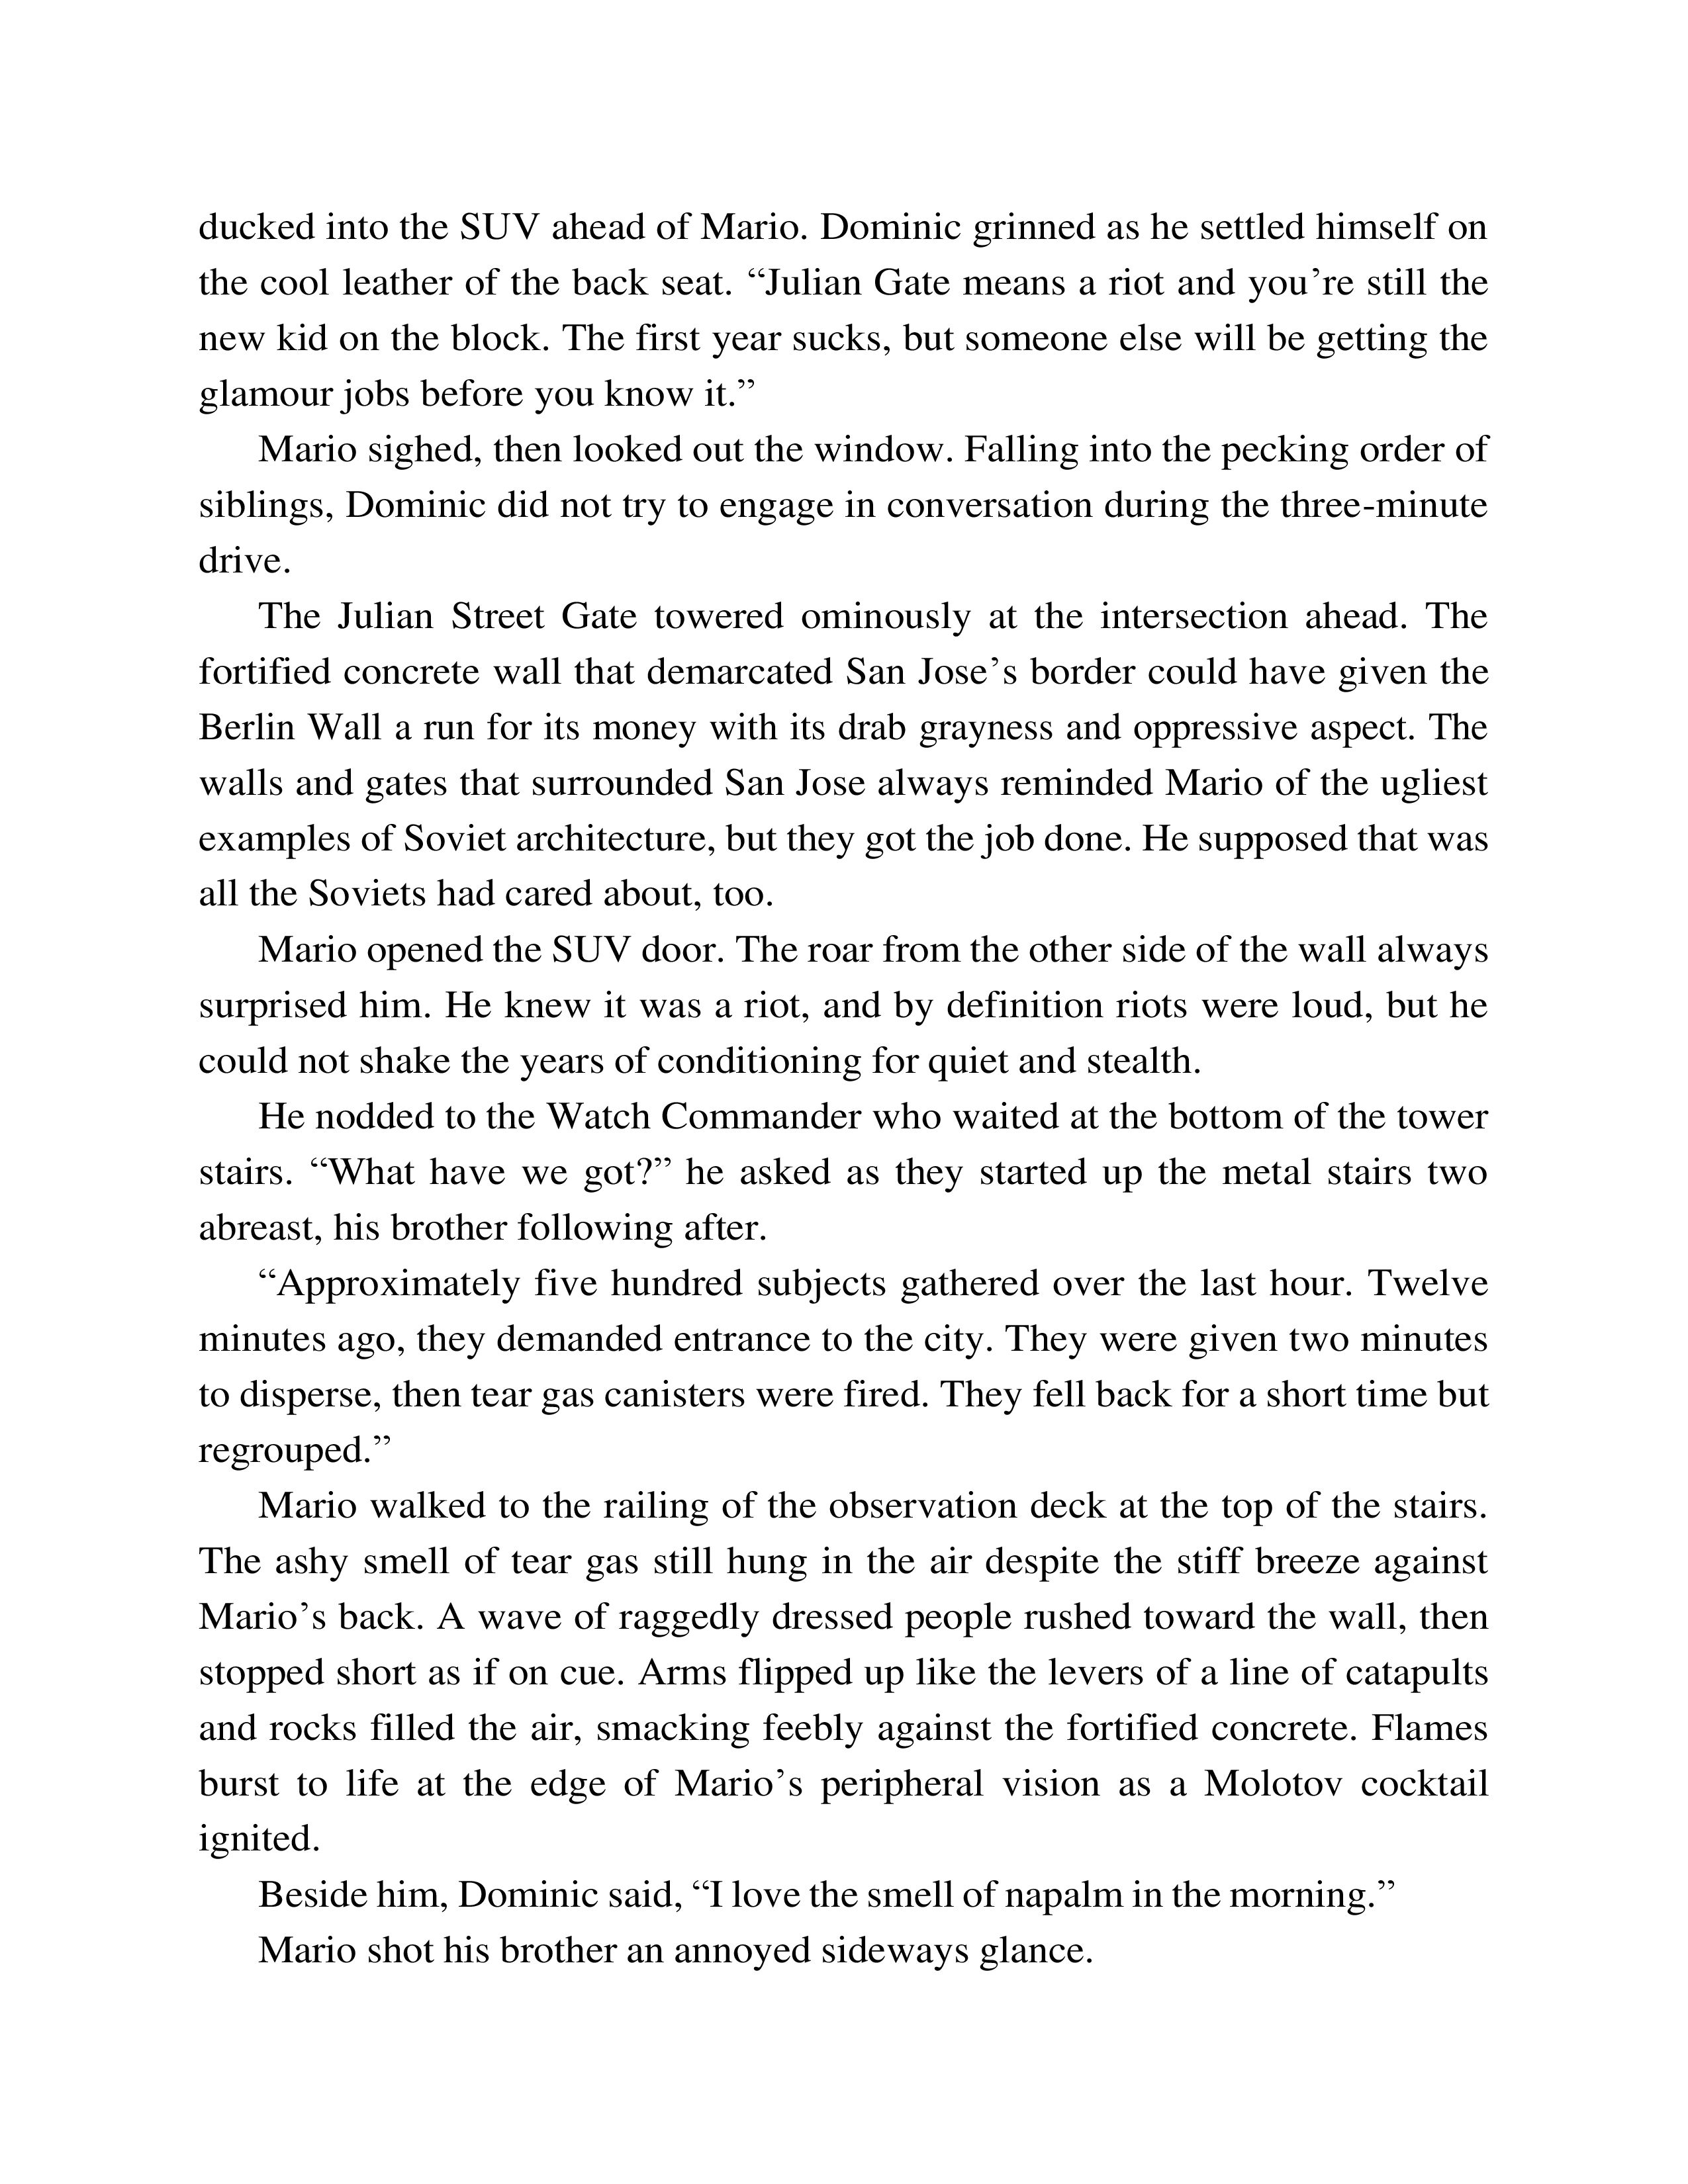 ducked into the SUV ahead of Mario. Dominic grinned as he settled himself on
the cool leather of the back seat. “Julian Gate means a riot and you’re still the
new kid on the block. The first year sucks, but someone else will be getting the
glamour jobs before you know it.”
Mario sighed, then looked out the window. Falling into the pecking order of
siblings, Dominic did not try to engage in conversation during the three-minute
drive.
The Julian Street Gate towered ominously at the intersection ahead. The
fortified concrete wall that demarcated San Jose’s border could have given the
Berlin Wall a run for its money with its drab grayness and oppressive aspect. The
walls and gates that surrounded San Jose always reminded Mario of the ugliest
examples of Soviet architecture, but they got the job done. He supposed that was
all the Soviets had cared about, too.
Mario opened the SUV door. The roar from the other side of the wall always
surprised him. He knew it was a riot, and by definition riots were loud, but he
could not shake the years of conditioning for quiet and stealth.
He nodded to the Watch Commander who waited at the bottom of the tower
stairs. “What have we got?” he asked as they started up the metal stairs two
abreast, his brother following after.
“Approximately five hundred subjects gathered over the last hour. Twelve
minutes ago, they demanded entrance to the city. They were given two minutes
to disperse, then tear gas canisters were fired. They fell back for a short time but
regrouped.”
Mario walked to the railing of the observation deck at the top of the stairs.
The ashy smell of tear gas still hung in the air despite the stiff breeze against
Mario’s back. A wave of raggedly dressed people rushed toward the wall, then
stopped short as if on cue. Arms flipped up like the levers of a line of catapults
and rocks filled the air, smacking feebly against the fortified concrete. Flames
burst to life at the edge of Mario’s peripheral vision as a Molotov cocktail
ignited.
Beside him, Dominic said, “I love the smell of napalm in the morning.”
Mario shot his brother an annoyed sideways glance.